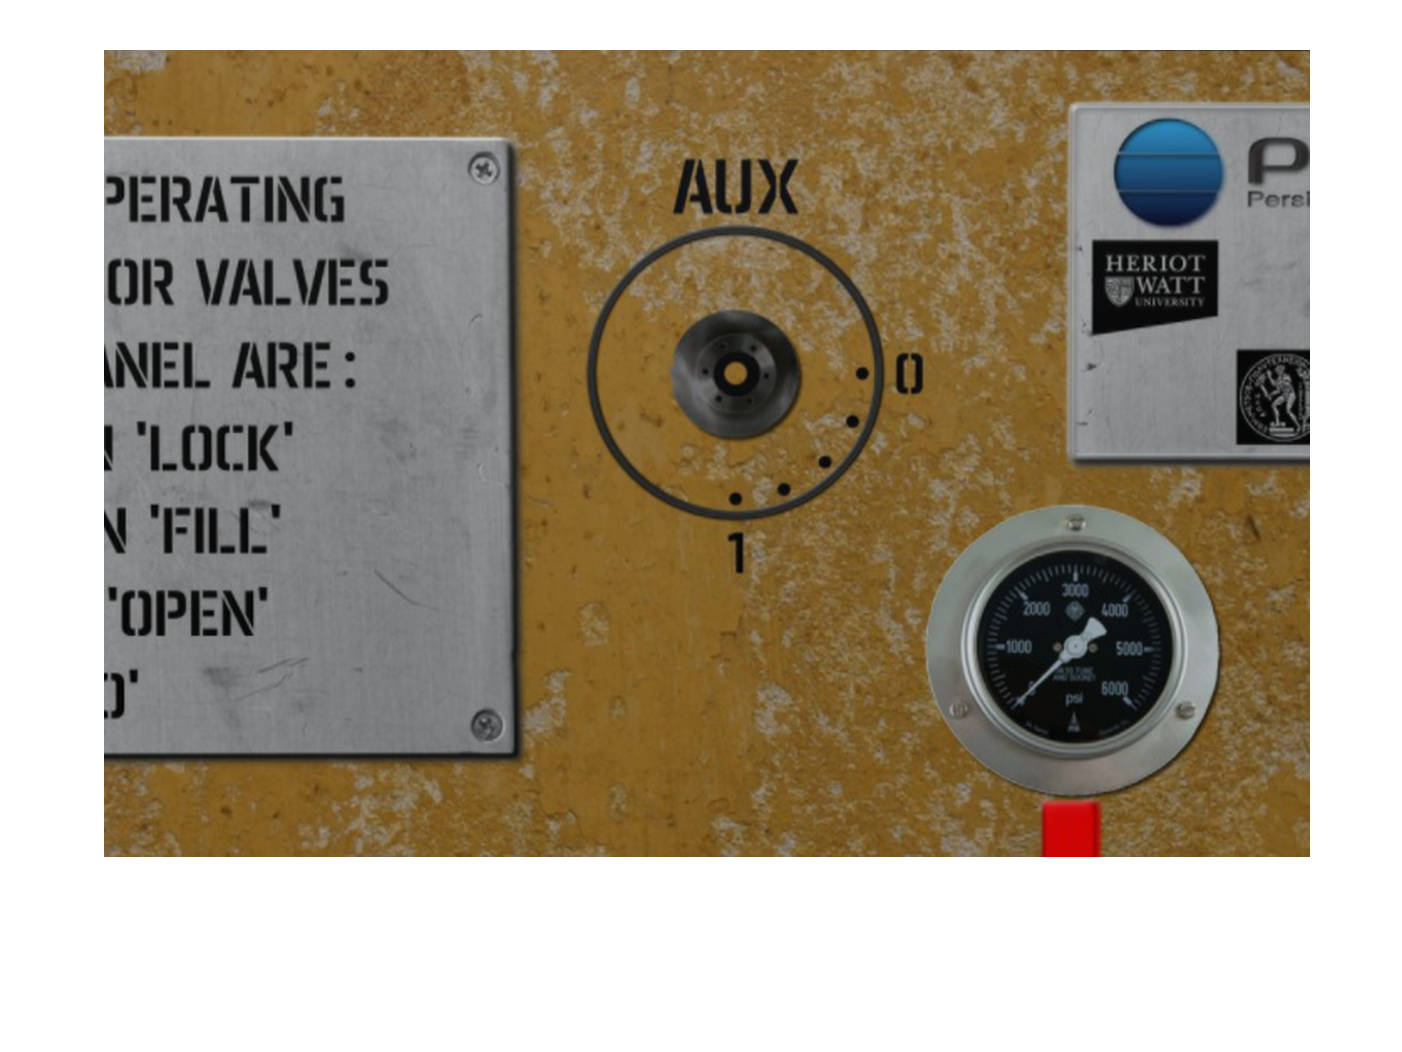 PERATING
OR VALVES
ANEL ARE:
N 'LOCK'
N 'FILL'
'OPEN'
O'
AUX
0
1
P
Persi
HERIOT
WATT
UNIVERSITY
3000
2000
4000
1000
5000
0
6000
psi